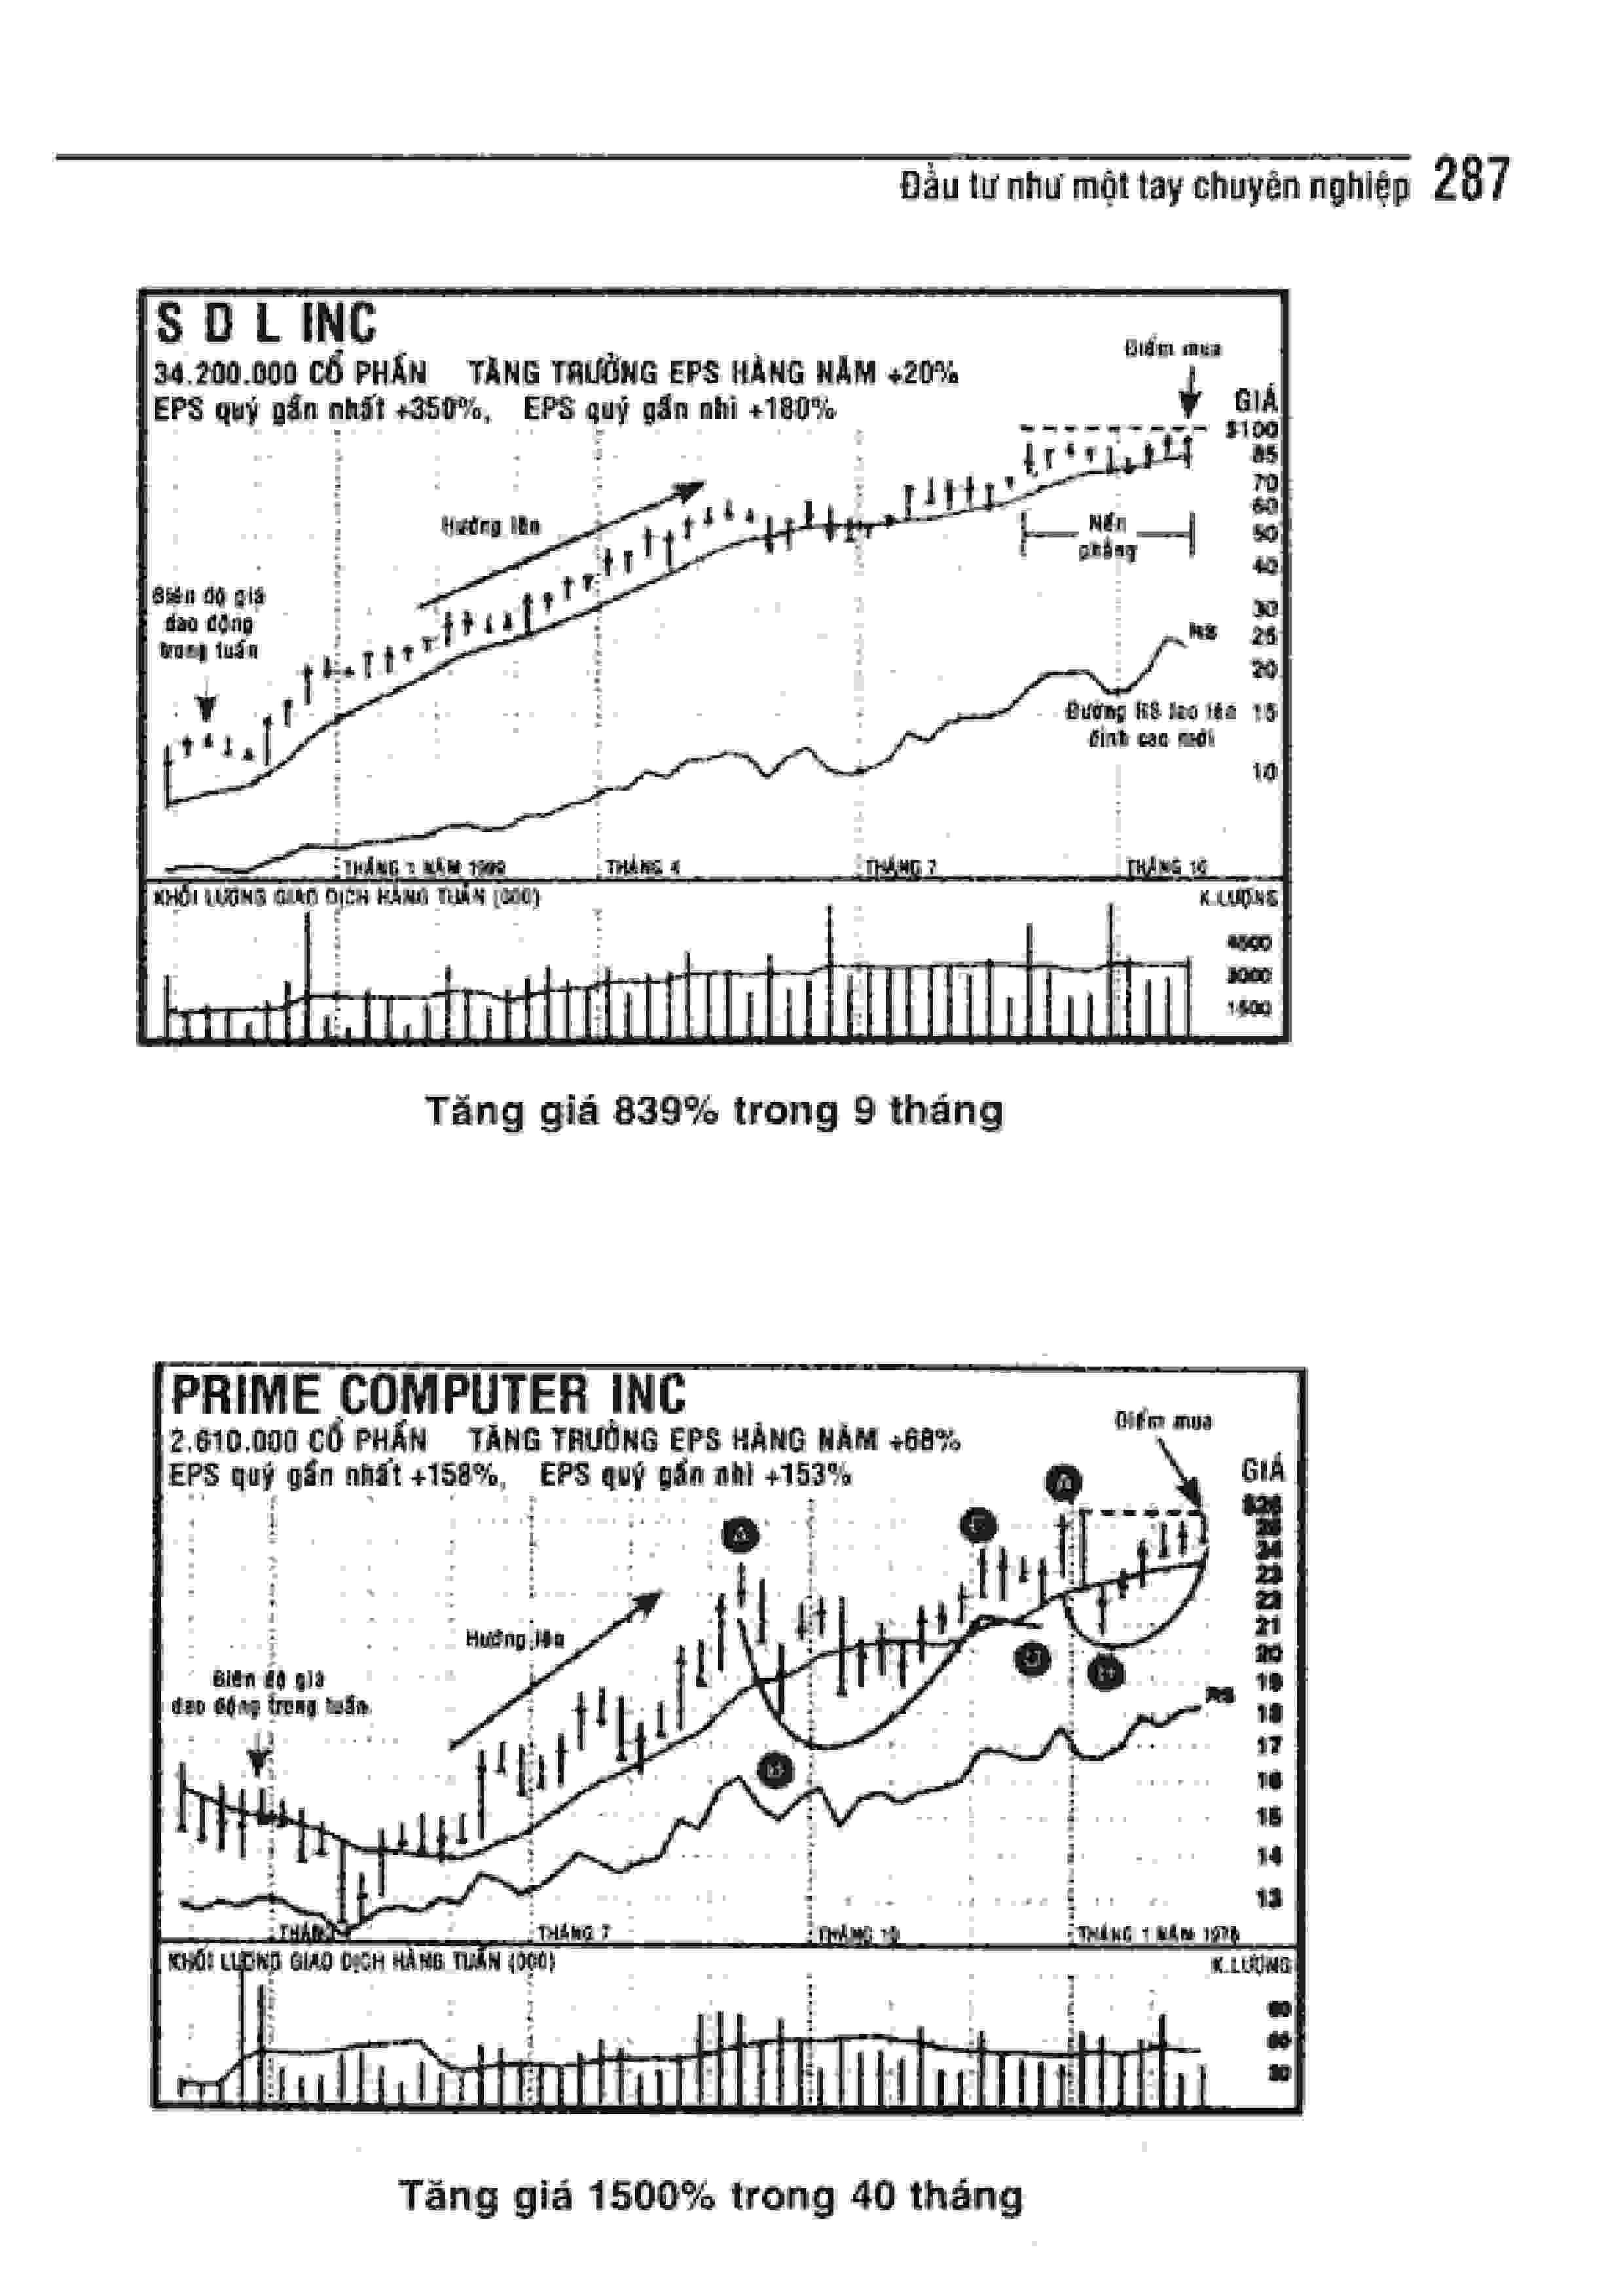 Đầu tư như một tay chuyên nghiệp 287
S D L INC
34.200.000 CỔ PHẦN TĂNG TRƯỞNG EPS HÀNG NĂM +20%
EPS quý gần nhất +350%, EPS quý gần nhì +180%
Điểm mua
GIÁ
$100
85
70
60
50
40
30
25
20
15
10
Hướng lên
Nền
phẳng
Biên độ giá
dao động
trong tuần
RS
Đường RS lao lên
đỉnh cao mới
THÁNG 1 NĂM 1999 THÁNG 4 THÁNG 7 THÁNG 10
KHỐI LƯỢNG GIAO DỊCH HÀNG TUẦN (000) K.LƯỢNG
4500
3000
1500
Tăng giá 839% trong 9 tháng
PRIME COMPUTER INC
2.610.000 CỔ PHẦN TĂNG TRƯỞNG EPS HÀNG NĂM +68%
EPS quý gần nhất +158%, EPS quý gần nhì +153%
Điểm mua
GIÁ
24
23
22
21
20
19
18
17
16
15
14
13
Hướng lên
Biên độ giá
dao động trong tuần
RS
THÁNG 7 THÁNG 10 THÁNG 1 NĂM 1978
KHỐI LƯỢNG GIAO DỊCH HÀNG TUẦN (000) K.LƯỢNG
30
Tăng giá 1500% trong 40 tháng